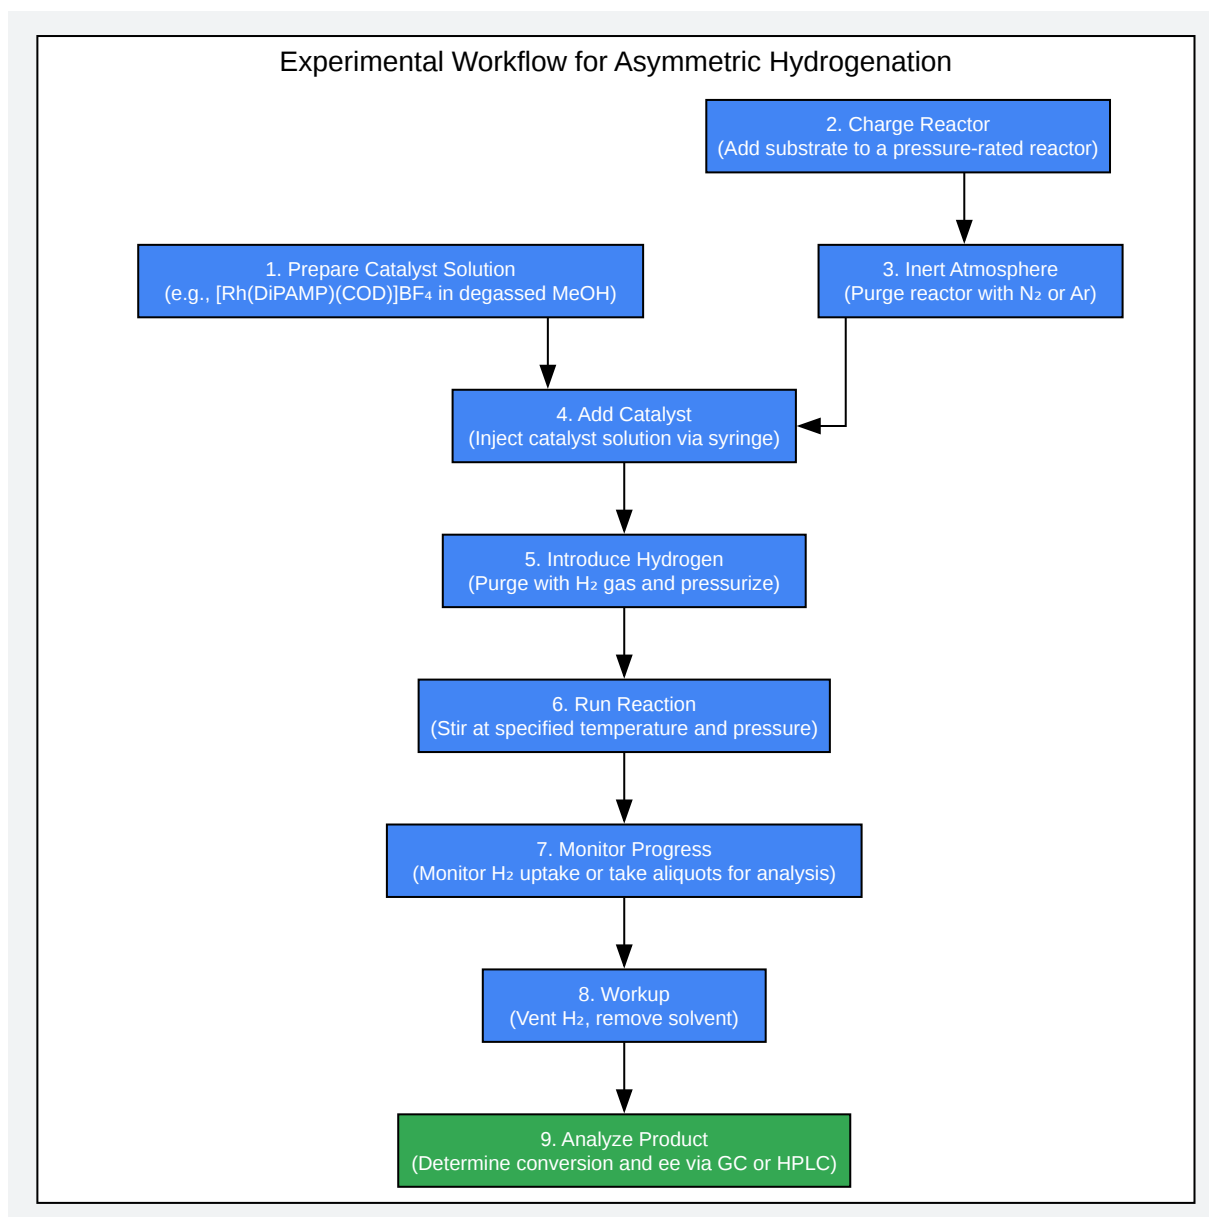 Experimental Workflow for Asymmetric Hydrogenation
2. Charge Reactor
(Add substrate to a pressure-rated reactor)
1. Prepare Catalyst Solution
(e.g., [Rh(DiPAMP)(COD)]BF₄ in degassed MeOH)
3. Inert Atmosphere
(Purge reactor with N₂ or Ar)
4. Add Catalyst
(Inject catalyst solution via syringe)
5. Introduce Hydrogen
(Purge with H₂ gas and pressurize)
6. Run Reaction
(Stir at specified temperature and pressure)
7. Monitor Progress
(Monitor H₂ uptake or take aliquots for analysis)
8. Workup
(Vent H₂, remove solvent)
9. Analyze Product
(Determine conversion and ee via GC or HPLC)